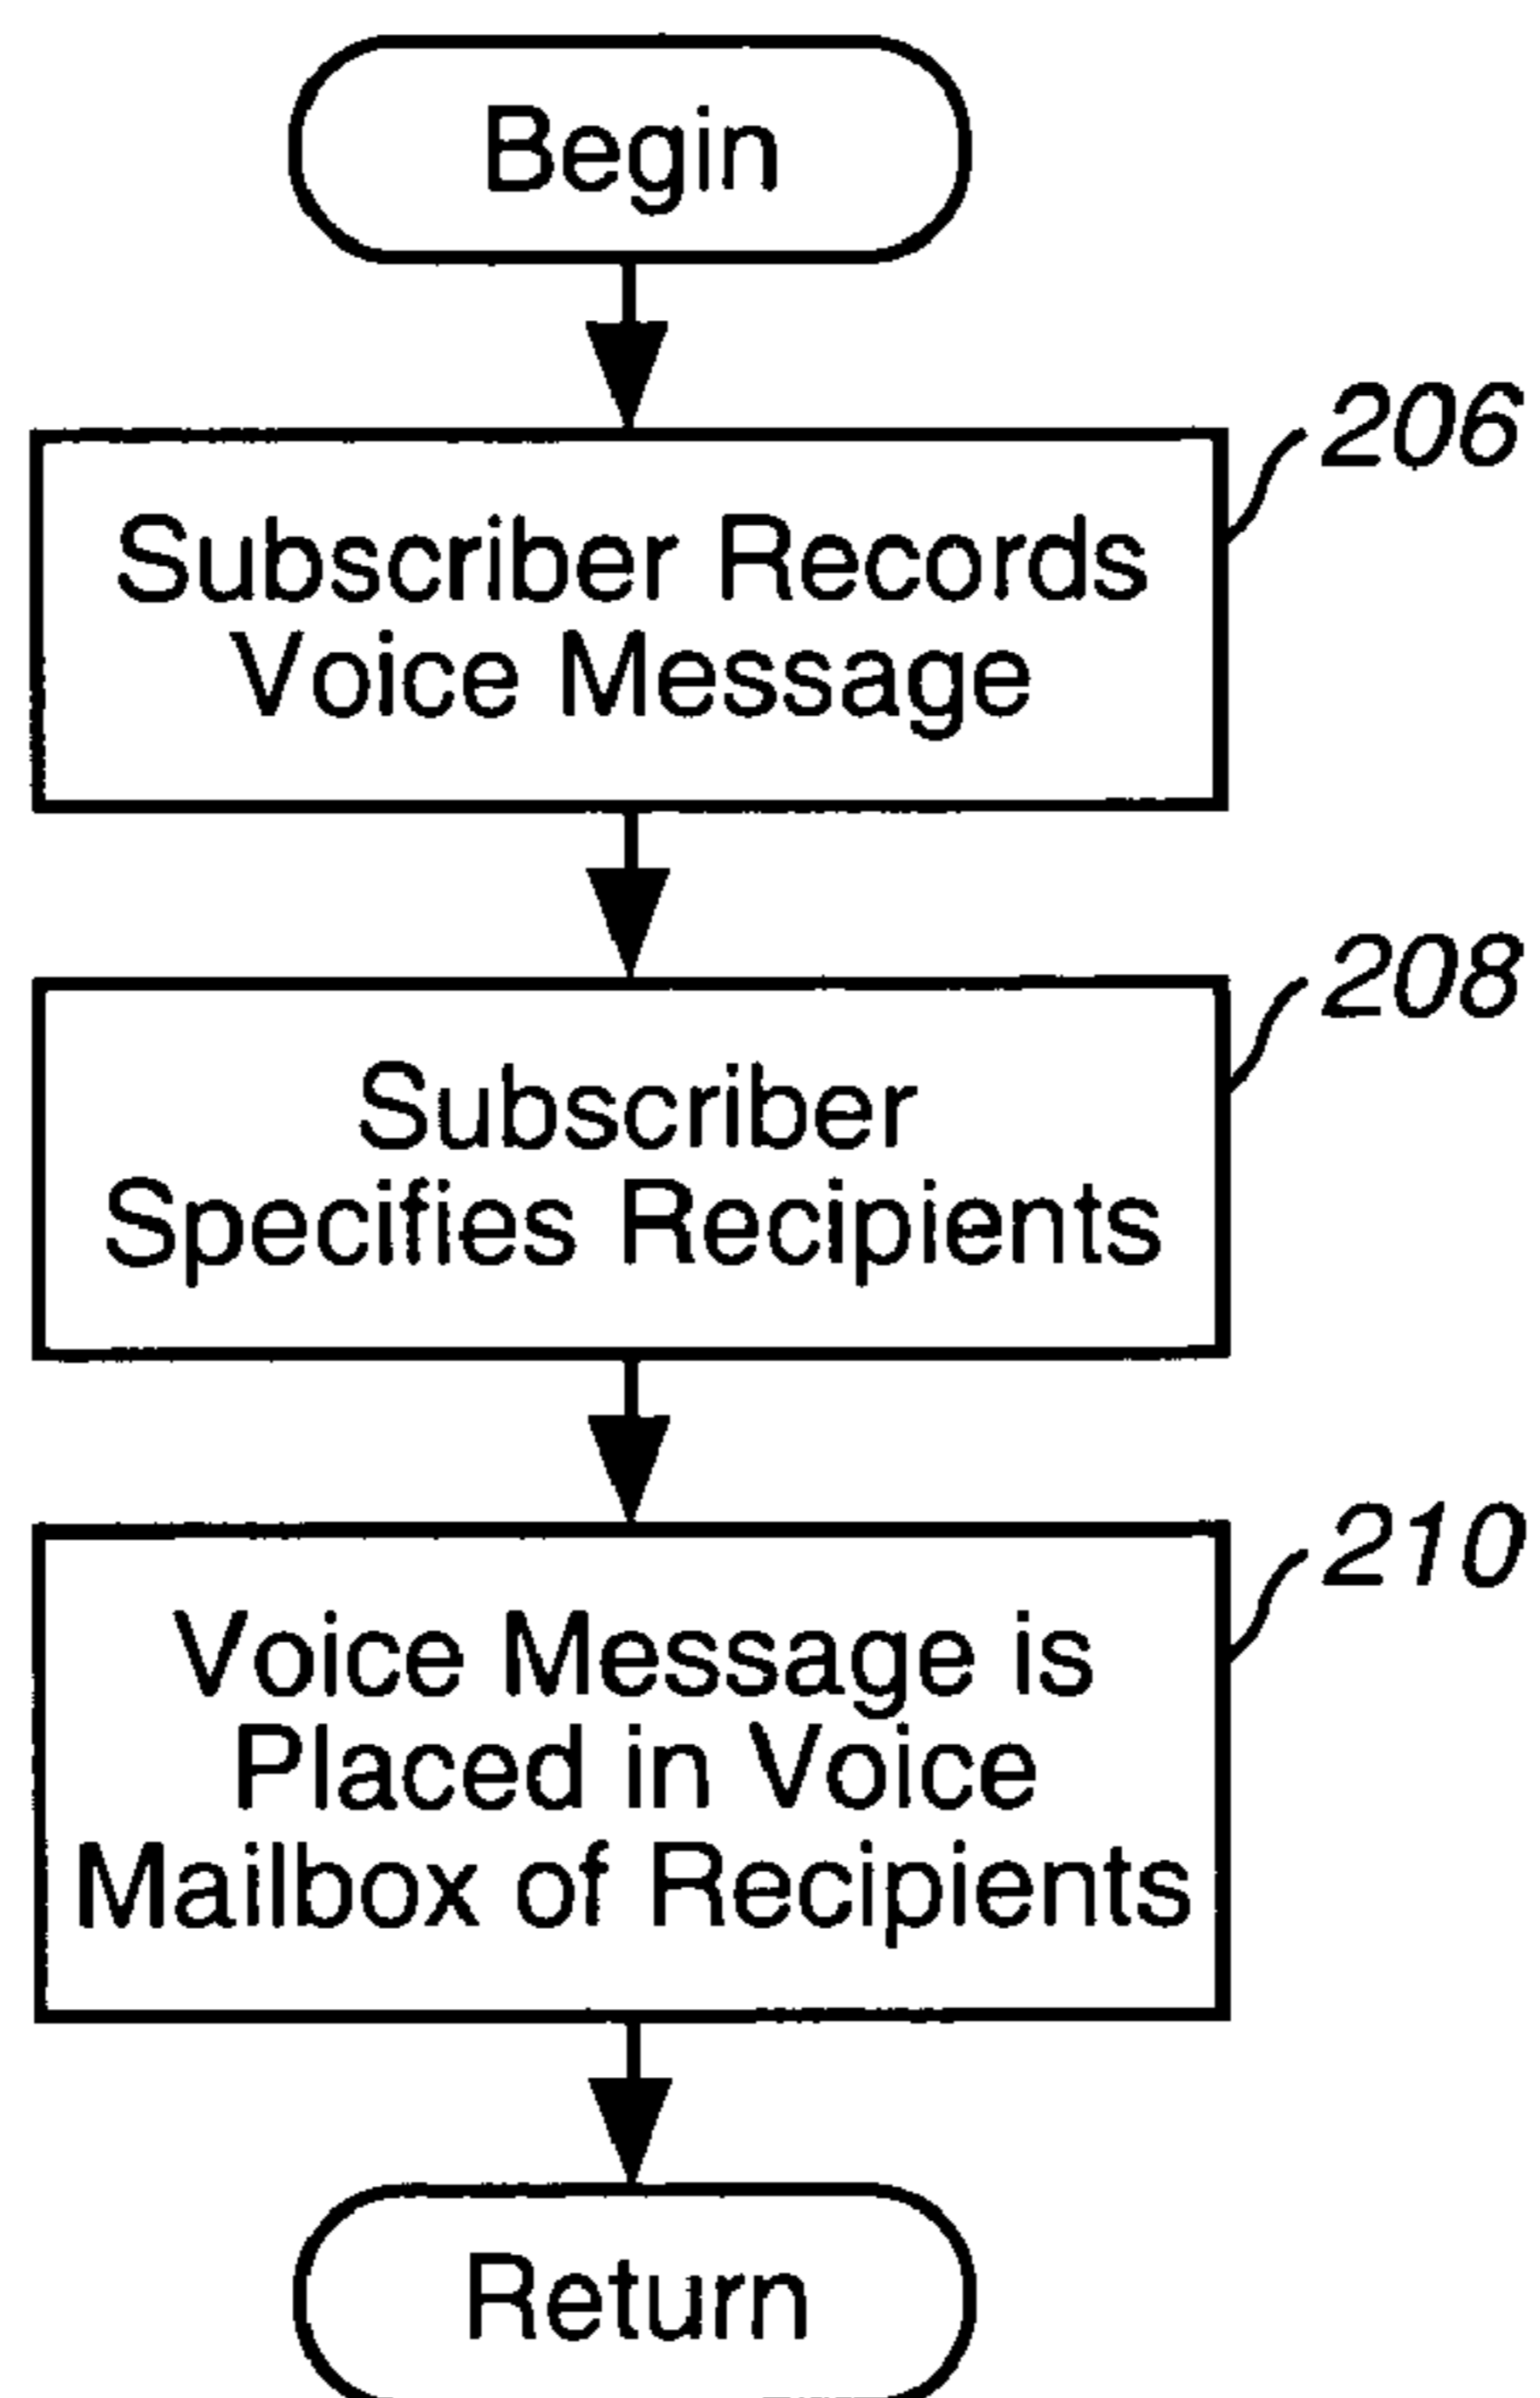 Begin
206
Subscriber Records
Voice Message
208
Subscriber
Specifies Recipients
210
Voice Message is
Placed in Voice
Mailbox of Recipients
Return